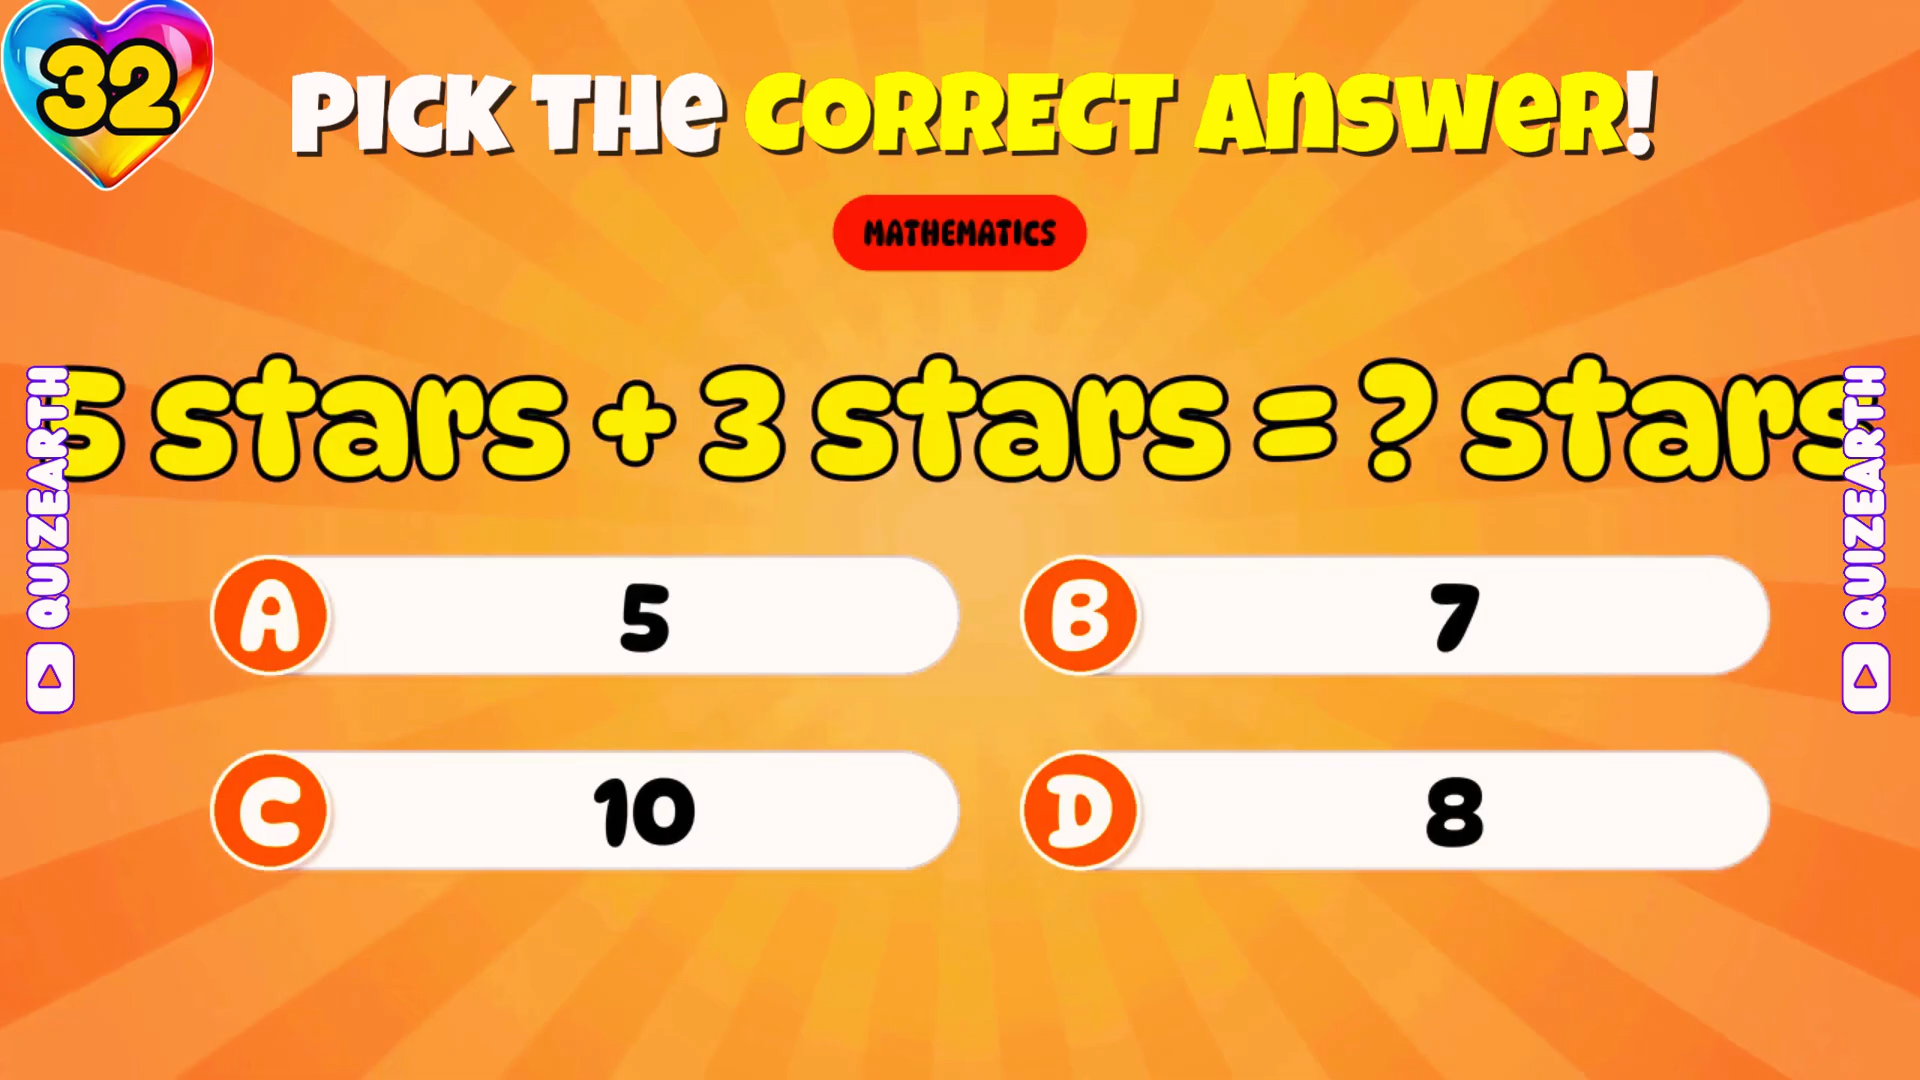 32
PICK THE CORRECT ANSWER!
MATHEMATICS
5 stars + 3 stars = ? stars
QUIZEARTH
QUIZEARTH
A 5
B 7
C 10
D 8